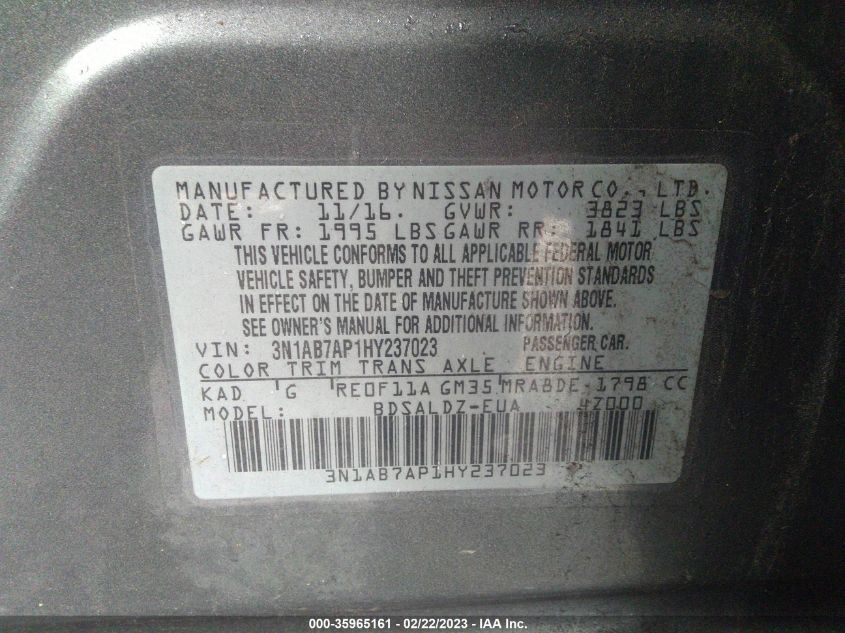 MANUFACTURED BY NISSAN MOTOR CO., LTD.
DATE: 11/16. GVWR: 3823 LBS
GAWR FR: 1995 LBS GAWR RR: 1841 LBS
THIS VEHICLE CONFORMS TO ALL APPLICABLE FEDERAL MOTOR
VEHICLE SAFETY, BUMPER AND THEFT PREVENTION STANDARDS
IN EFFECT ON THE DATE OF MANUFACTURE SHOWN ABOVE.
SEE OWNER'S MANUAL FOR ADDITIONAL INFORMATION.
VIN: 3N1AB7AP1HY237023 PASSENGER CAR.
COLOR TRIM TRANS AXLE ENGINE
KAD G RE0F11A GM35 MRA8DE 1798 CC
MODEL: BDSALDZ-EUA 4Z000
3N1AB7AP1HY237023
000-35965161 - 02/22/2023 - IAA Inc.